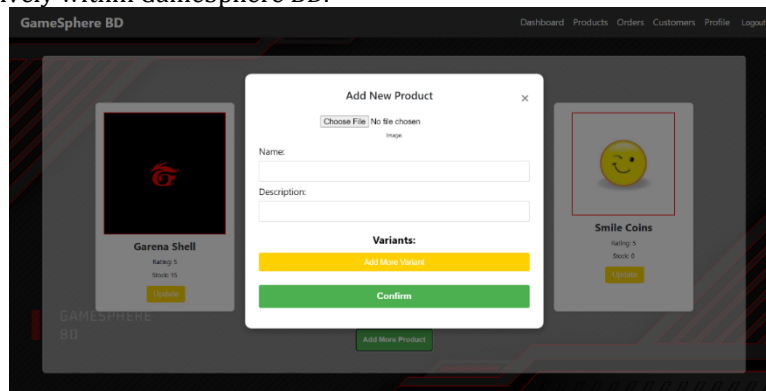 ively within GameSphere BD.
GameSphere BD Dashboard Products Orders Customers Profile Logout
Add New Product ×
Choose File No file chosen
Image
Name:
Description:
Variants:
Add More Variant
Confirm
Garena Shell
Rating: 5
Stock: 15
Update
Smile Coins
Rating: 5
Stock: 0
Update
GAMESPHERE
BD
Add More Product